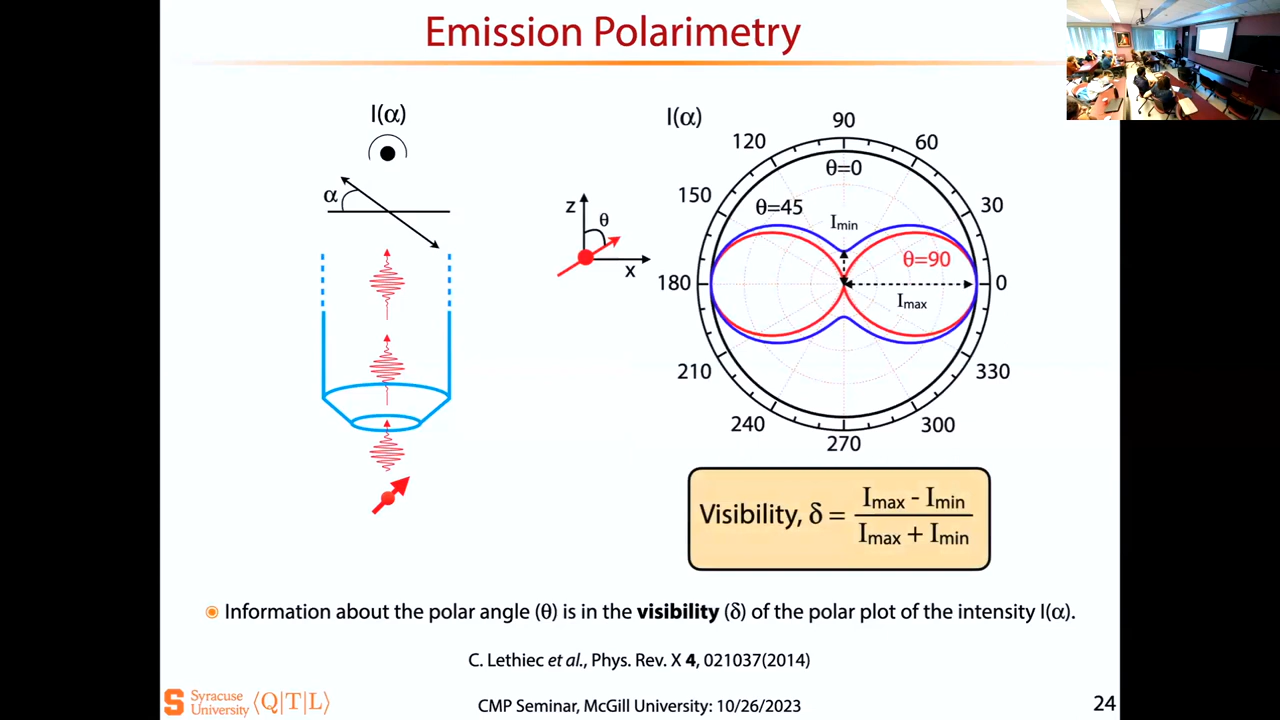 Emission Polarimetry
I(α)
α
z
θ
x
I(α)
90
120
60
θ=0
150
30
θ=45
Imin
θ=90
180
0
Imax
210
330
240
300
270
Visibility, δ = Imax - Imin
Imax + Imin
Information about the polar angle (θ) is in the visibility (δ) of the polar plot of the intensity I(α).
C. Lethiec et al., Phys. Rev. X 4, 021037(2014)
S Syracuse University ⟨Q|T|L⟩
CMP Seminar, McGill University: 10/26/2023
24